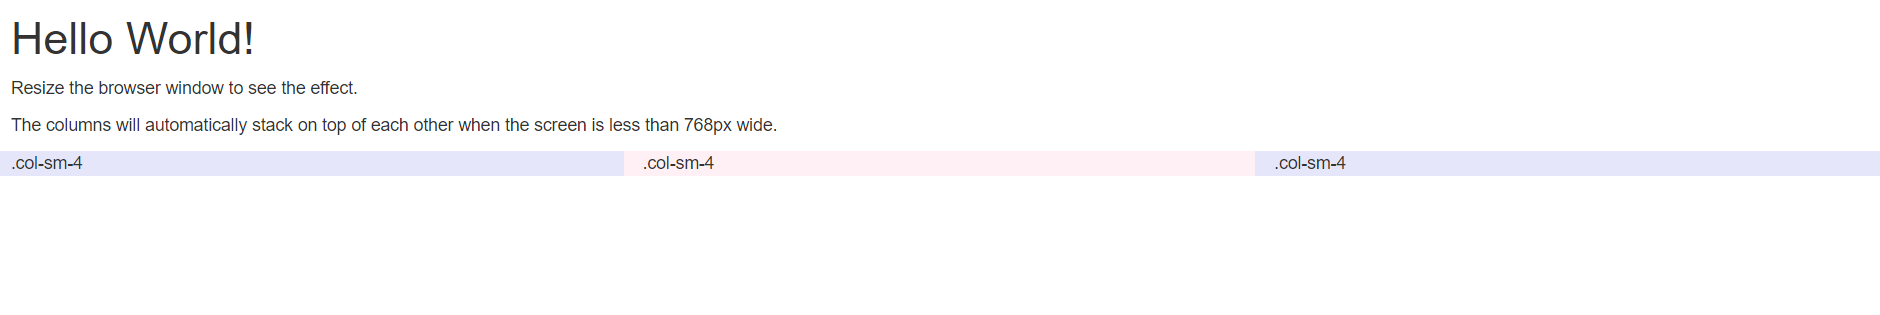 Hello World!
Resize the browser window to see the effect.
The columns will automatically stack on top of each other when the screen is less than 768px wide.
.col-sm-4 .col-sm-4 .col-sm-4